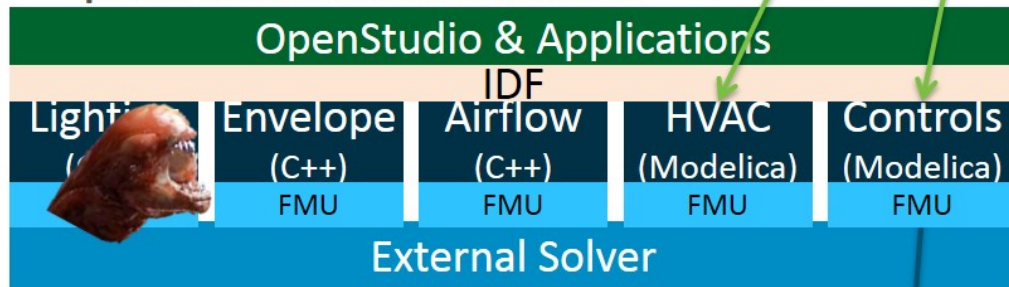 OpenStudio & Applications
IDF
Envelope Airflow HVAC Controls
(C++) (C++) (Modelica) (Modelica)
FMU FMU FMU FMU
External Solver